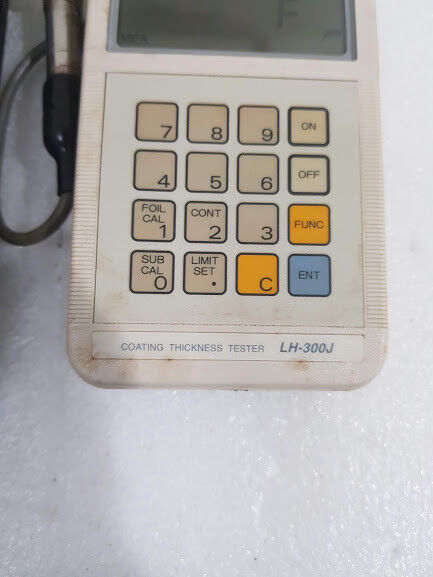 MEA
7 8 9 ON
4 5 6 OFF
FOIL CAL 1 CONT 2 3 FUNC
SUB CAL 0 LIMIT SET . C ENT
COATING THICKNESS TESTER LH-300J